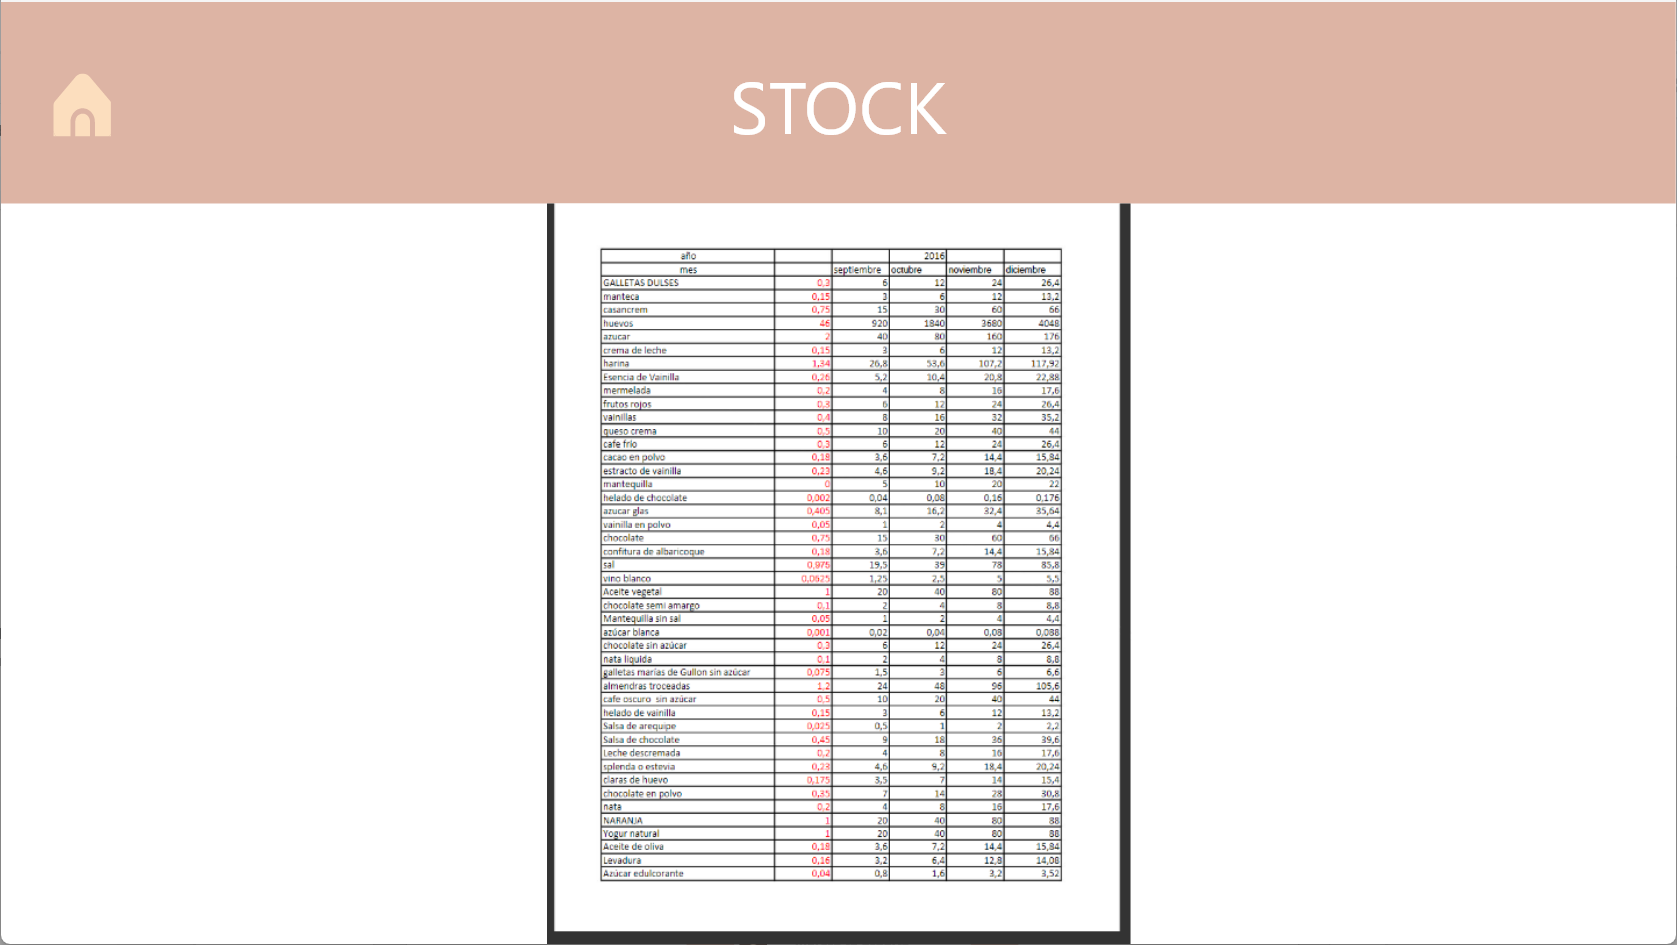 STOCK
año 2016
mes septiembre octubre noviembre diciembre
GALLETAS DULSES 0,3 6 12 24 26,4
manteca 0,15 3 6 12 13,2
casancrem 0,75 15 30 60 66
huevos 46 920 1840 3680 4048
azucar 2 40 80 160 176
crema de leche 0,15 3 6 12 13,2
harina 1,34 26,8 53,6 107,2 117,92
Esencia de Vainilla 0,26 5,2 10,4 20,8 22,88
mermelada 0,2 4 8 16 17,6
frutos rojos 0,3 6 12 24 26,4
vainillas 0,4 8 16 32 35,2
queso crema 0,5 10 20 40 44
cafe frío 0,3 6 12 24 26,4
cacao en polvo 0,18 3,6 7,2 14,4 15,84
estracto de vainilla 0,23 4,6 9,2 18,4 20,24
mantequilla 0 5 10 20 22
helado de chocolate 0,002 0,04 0,08 0,16 0,176
azucar glas 0,405 8,1 16,2 32,4 35,64
vainilla en polvo 0,05 1 2 4 4,4
chocolate 0,75 15 30 60 66
confitura de albaricoque 0,18 3,6 7,2 14,4 15,84
sal 0,976 19,5 39 78 85,8
vino blanco 0,0625 1,25 2,5 5 5,5
Aceite vegetal 1 20 40 80 88
chocolate semi amargo 0,1 2 4 8 8,8
Mantequilla sin sal 0,05 1 2 4 4,4
azúcar blanca 0,001 0,02 0,04 0,08 0,088
chocolate sin azúcar 0,3 6 12 24 26,4
nata líquida 0,1 2 4 8 8,8
galletas marías de Gullon sin azúcar 0,075 1,5 3 6 6,6
almendras troceadas 1,2 24 48 96 105,6
cafe oscuro sin azúcar 0,5 10 20 40 44
helado de vainilla 0,15 3 6 12 13,2
Salsa de arequipe 0,025 0,5 1 2 2,2
Salsa de chocolate 0,45 9 18 36 39,6
Leche descremada 0,2 4 8 16 17,6
splenda o estevia 0,23 4,6 9,2 18,4 20,24
claras de huevo 0,175 3,5 7 14 15,4
chocolate en polvo 0,35 7 14 28 30,8
nata 0,2 4 8 16 17,6
NARANJA 1 20 40 80 88
Yogur natural 1 20 40 80 88
Aceite de oliva 0,18 3,6 7,2 14,4 15,84
Levadura 0,16 3,2 6,4 12,8 14,08
Azúcar edulcorante 0,04 0,8 1,6 3,2 3,52